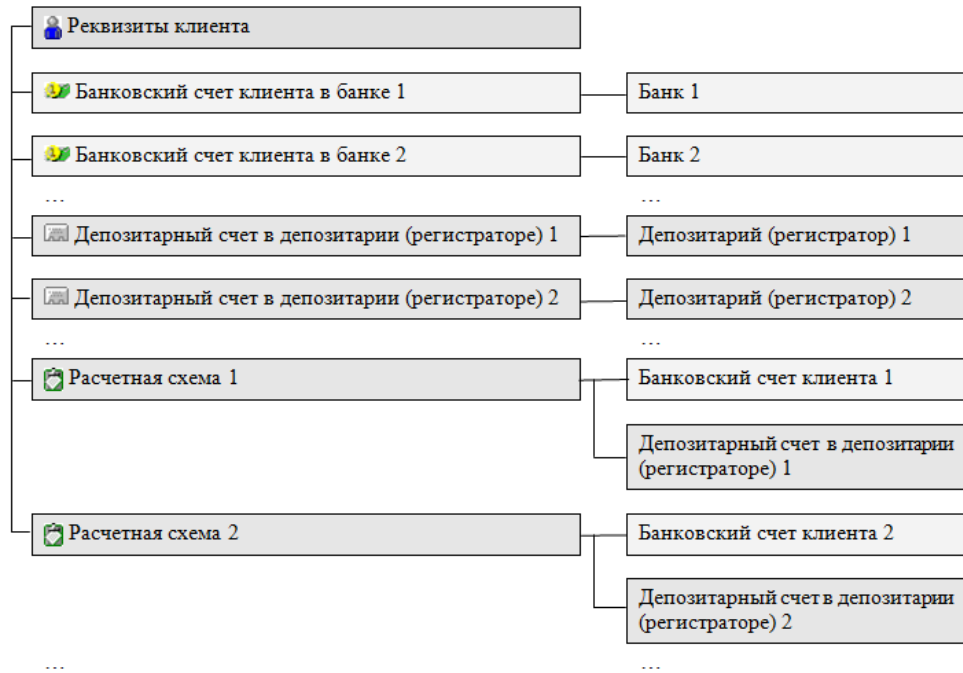 Реквизиты клиента
Банковский счет клиента в банке 1
Банк 1
Банковский счет клиента в банке 2
Банк 2
...
...
Депозитарный счет в депозитарии (регистраторе) 1
Депозитарий (регистратор) 1
Депозитарный счет в депозитарии (регистраторе) 2
Депозитарий (регистратор) 2
...
...
Расчетная схема 1
Банковский счет клиента 1
Депозитарный счет в депозитарии
(регистраторе) 1
Расчетная схема 2
Банковский счет клиента 2
Депозитарный счет в депозитарии
(регистраторе) 2
...
...